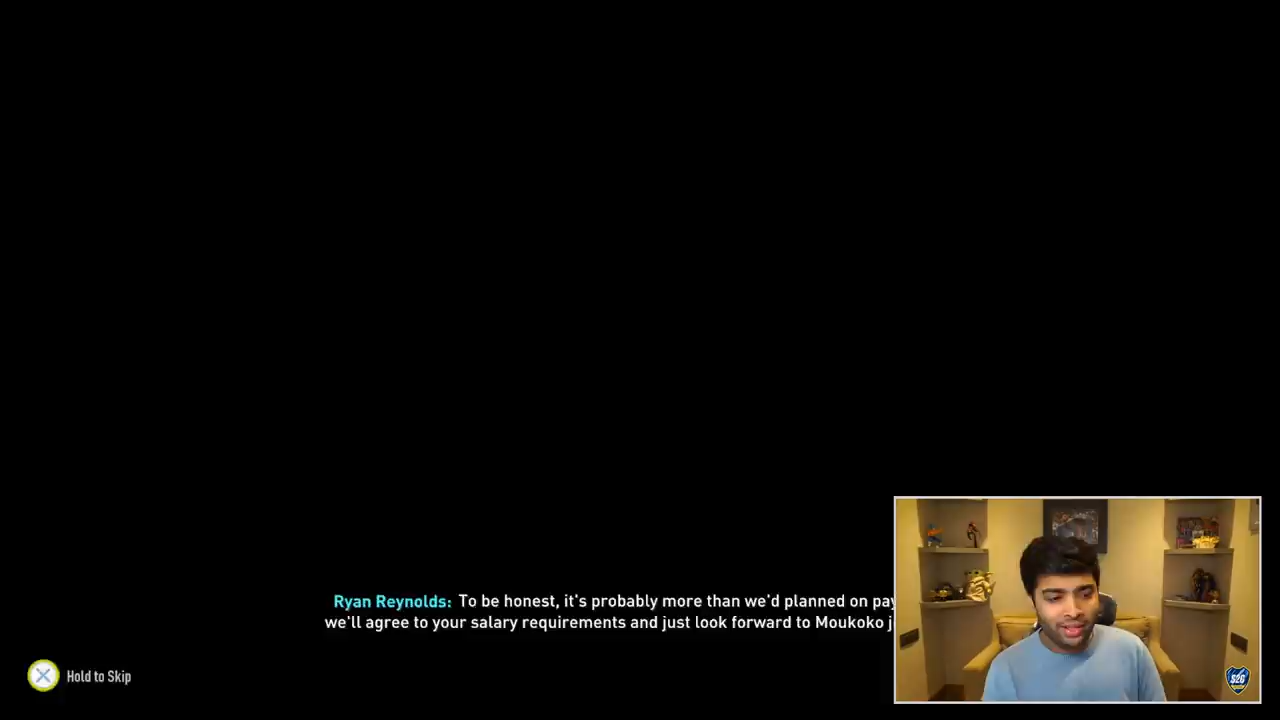 Ryan Reynolds: To be honest, it's probably more than we'd planned on pay
we'll agree to your salary requirements and just look forward to Moukoko j
Hold to Skip
S2G